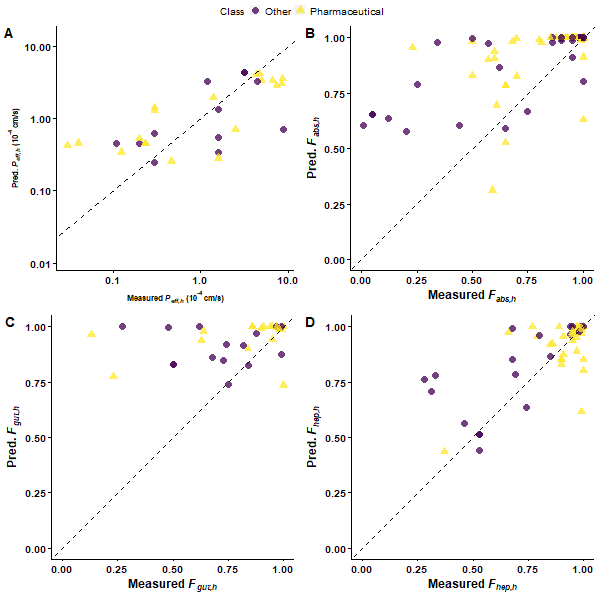 Class Other Pharmaceutical
A
10.00
1.00
0.10
0.01
Pred. Peff,h (10⁻⁴ cm/s)
0.1 1.0 10.0
Measured Peff,h (10⁻⁴ cm/s)
B
1.00
0.75
0.50
0.25
0.00
Pred. Fabs,h
0.00 0.25 0.50 0.75 1.00
Measured Fabs,h
C
1.00
0.75
0.50
0.25
0.00
Pred. Fgut,h
0.00 0.25 0.50 0.75 1.00
Measured Fgut,h
D
1.00
0.75
0.50
0.25
0.00
Pred. Fhep,h
0.00 0.25 0.50 0.75 1.00
Measured Fhep,h